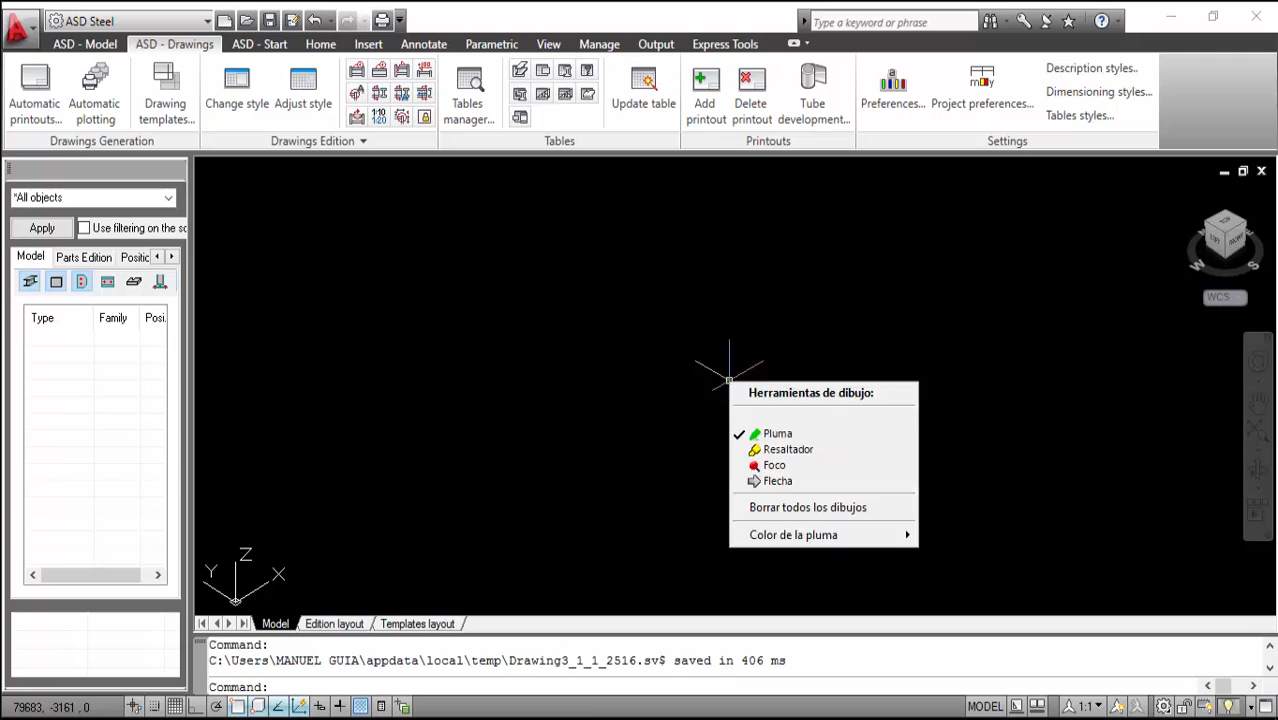 ASD Steel
Type a keyword or phrase
ASD - Model
ASD - Drawings
ASD - Start
Home
Insert
Annotate
Parametric
View
Manage
Output
Express Tools
Automatic printouts...
Automatic plotting
Drawing templates...
Change style
Adjust style
Tables manager...
Update table
Add printout
Delete printout
Tube development...
Preferences...
Project preferences...
Description styles..
Dimensioning styles...
Tables styles...
Drawings Generation
Drawings Edition
Tables
Printouts
Settings
*All objects
Apply
Use filtering on the sc
Model
Parts Edition
Positic
Type
Family
Posi.
TOP
LEFT
FRONT
W
S
WCS
Herramientas de dibujo:
Pluma
Resaltador
Foco
Flecha
Borrar todos los dibujos
Color de la pluma
Z
Y
X
Model
Edition layout
Templates layout
Command:
C:\Users\MANUEL GUIA\appdata\local\temp\Drawing3_1_1_2516.sv$ saved in 406 ms
Command:
79683, -3161 , 0
MODEL
1:1